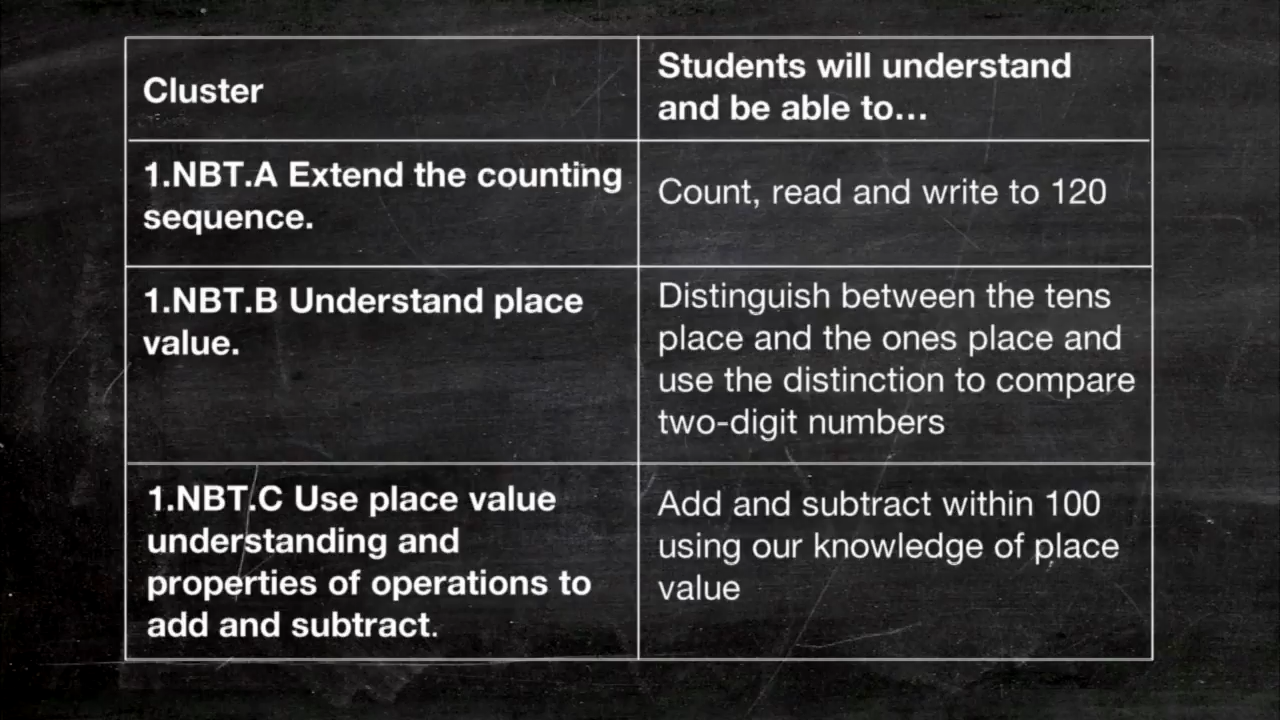 Cluster
Students will understand
and be able to...
1.NBT.A Extend the counting
sequence.
Count, read and write to 120
1.NBT.B Understand place
value.
Distinguish between the tens
place and the ones place and
use the distinction to compare
two-digit numbers
1.NBT.C Use place value
understanding and
properties of operations to
add and subtract.
Add and subtract within 100
using our knowledge of place
value